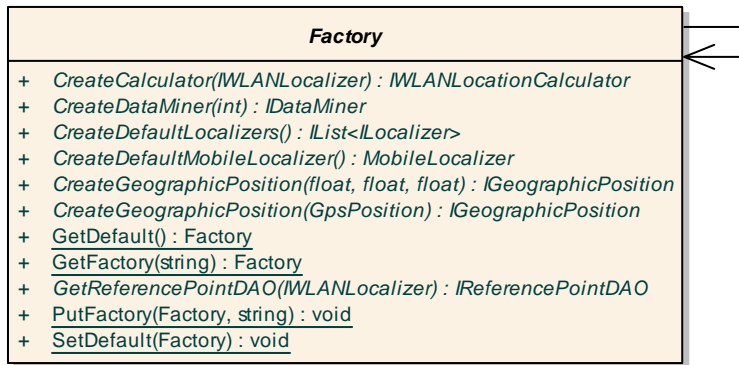 Factory
+ CreateCalculator(IWLANLocalizer) : IWLANLocationCalculator
+ CreateDataMiner(int) : IDataMiner
+ CreateDefaultLocalizers() : IList<ILocalizer>
+ CreateDefaultMobileLocalizer() : MobileLocalizer
+ CreateGeographicPosition(float, float, float) : IGeographicPosition
+ CreateGeographicPosition(GpsPosition) : IGeographicPosition
+ GetDefault() : Factory
+ GetFactory(string) : Factory
+ GetReferencePointDAO(IWLANLocalizer) : IReferencePointDAO
+ PutFactory(Factory, string) : void
+ SetDefault(Factory) : void